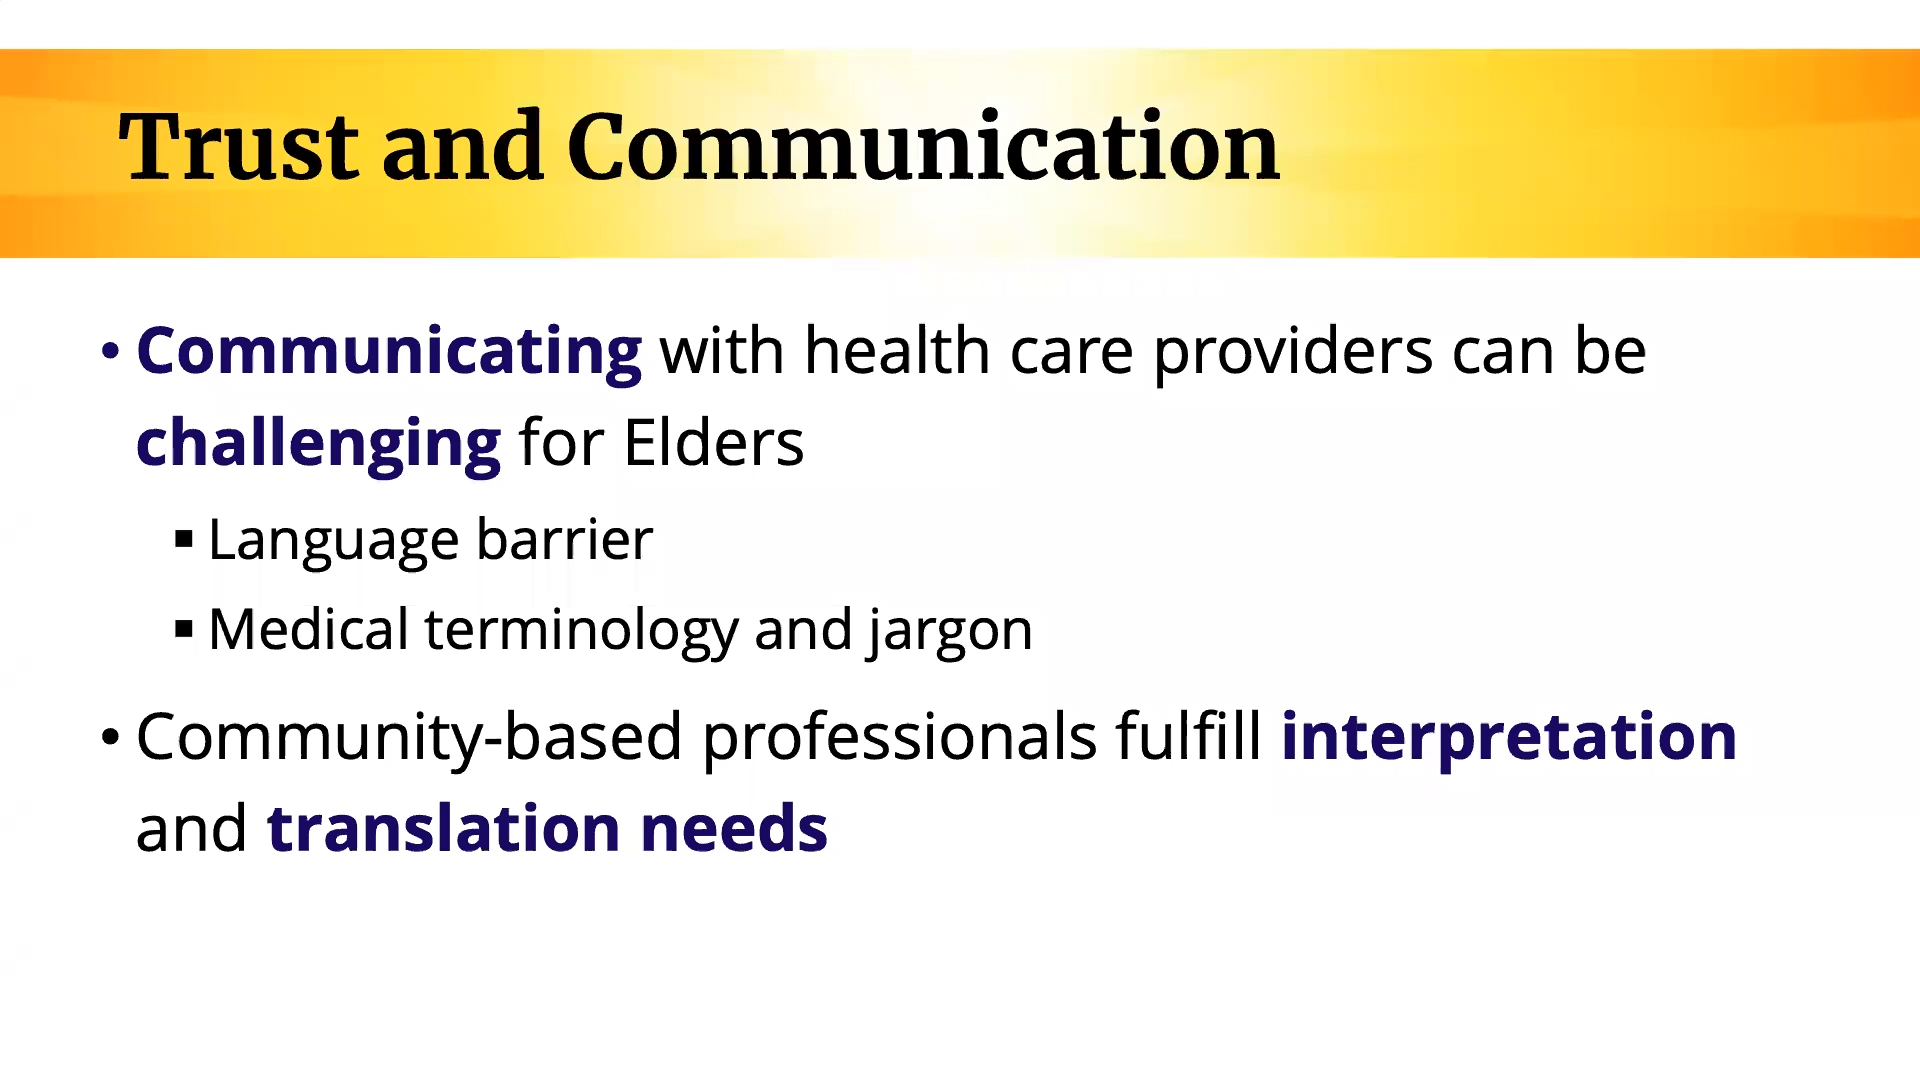 Trust and Communication
• Communicating with health care providers can be
challenging for Elders
▪ Language barrier
▪ Medical terminology and jargon
• Community-based professionals fulfill interpretation
and translation needs